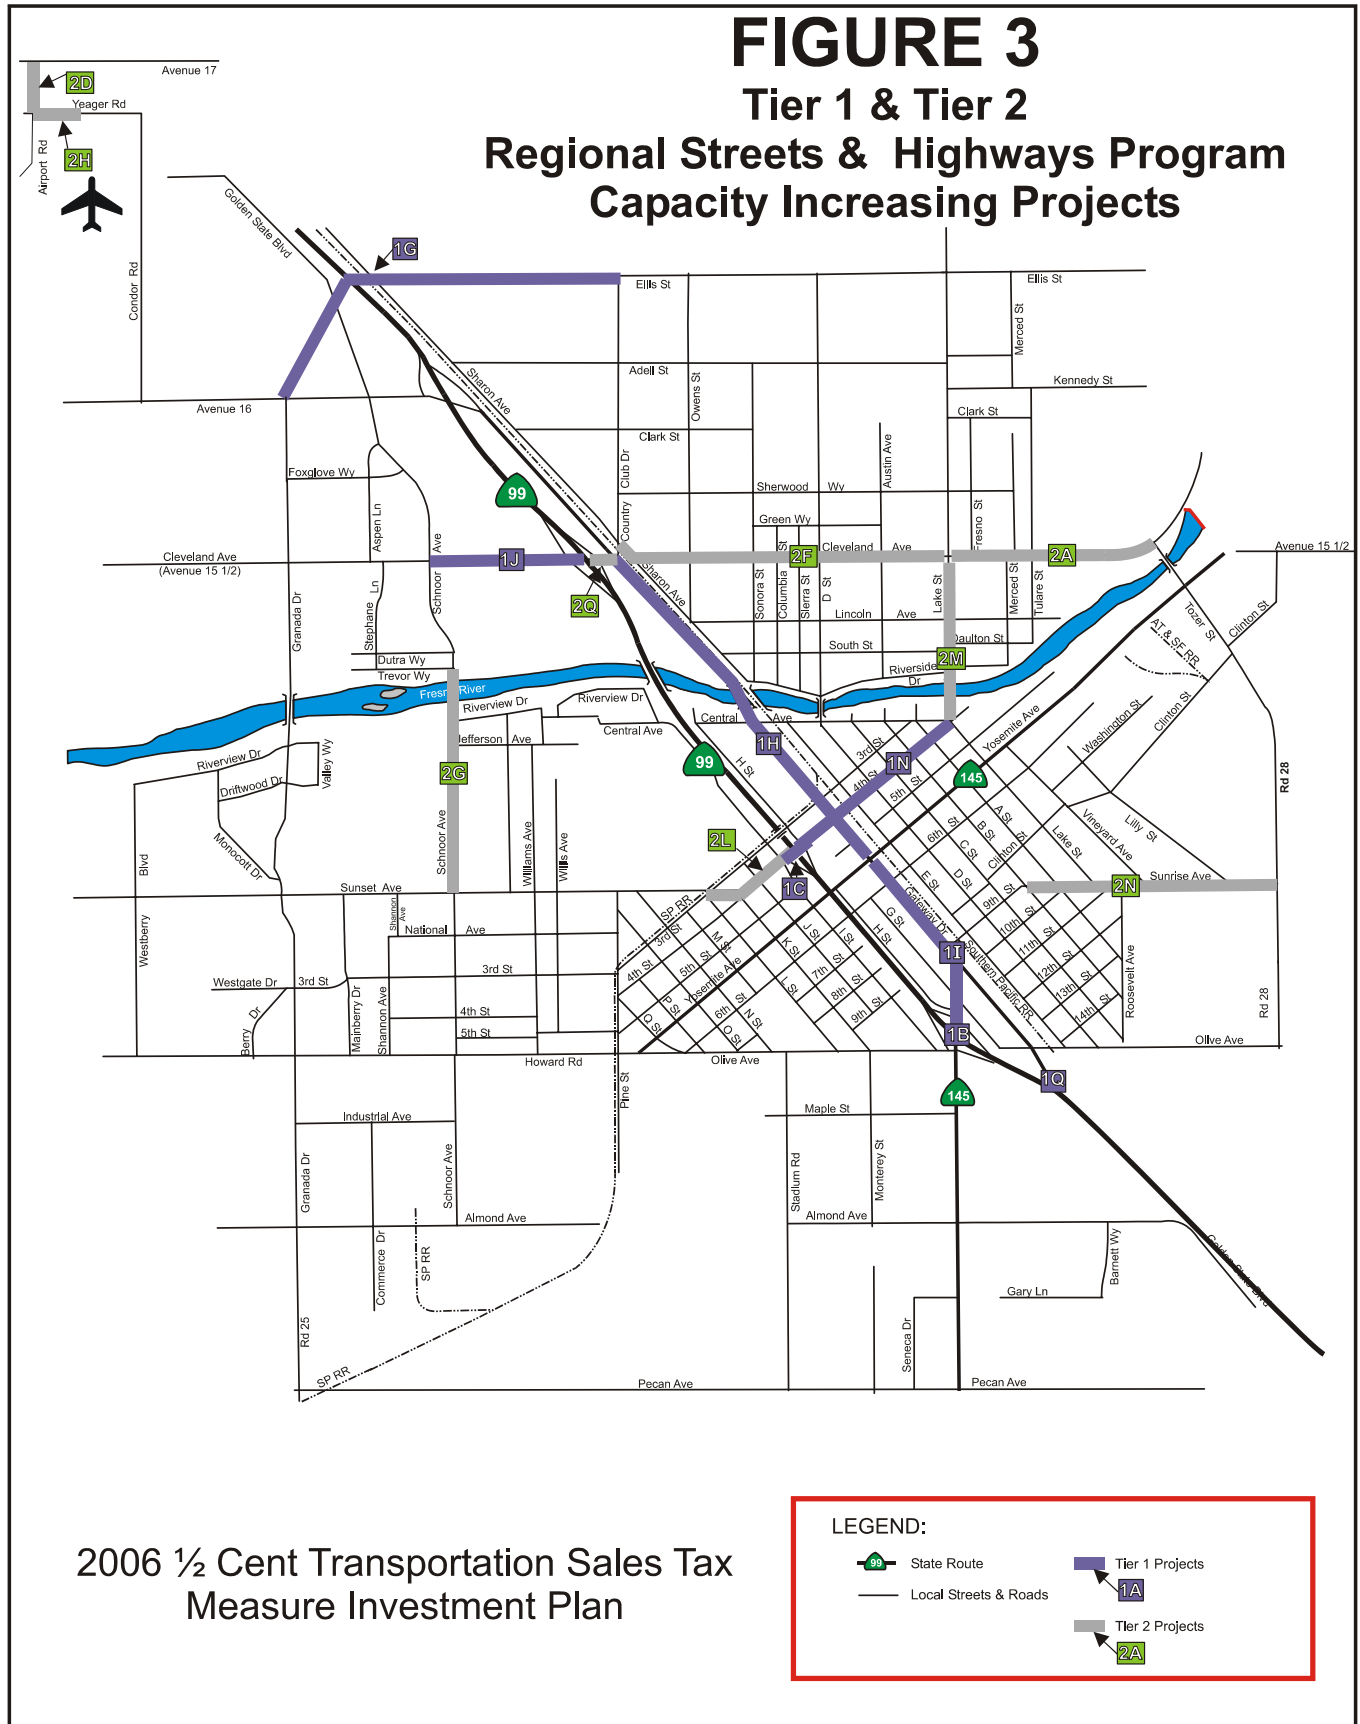 FIGURE 3
Tier 1 & Tier 2
Regional Streets & Highways Program
Capacity Increasing Projects
Avenue 17
2D
Yeager Rd
2H
Airport Rd
Condor Rd
Golden State Blvd
1G
Ellis St
Ellis St
Merced St
Adell St
Owens St
Kennedy St
Sharon Ave
Avenue 16
Clark St
Clark St
Country Club Dr
Austin Ave
Foxglove Wy
99
Sherwood Wy
Green Wy
Fresno St
Aspen Ln
Schnoor Ave
Cleveland Ave
(Avenue 15 1/2)
1J
2F
Cleveland Ave
2A
Avenue 15 1/2
2Q
Sharon Ave
Sonora St
Columbia St
Sierra St
D St
Lake St
Merced St
Tulare St
Tozer St
Clinton St
AT & SF RR
Granada Dr
Stephane Ln
Lincoln Ave
South St
Daulton St
Dutra Wy
Trevor Wy
2M
Riverside Dr
Fresno River
Riverview Dr
Riverview Dr
Central Ave
Central Ave
Jefferson Ave
Riverview Dr
Valley Wy
Driftwood Dr
Monocott Dr
2G
99
H St
1H
3rd St
4th St
1N
5th St
Yosemite Ave
145
Washington St
Clinton St
Rd 28
6th St
A St
B St
C St
Clinton St
Lake St
Vineyard Ave
Lilly St
2L
1C
Schnoor Ave
Williams Ave
Willis Ave
Westberry Blvd
Sunset Ave
Shannon Ave
National Ave
SP RR
3rd St
4th St
5th St
Yosemite Ave
M St
K St
J St
I St
L St
7th St
8th St
9th St
G St
H St
E St
D St
Gateway Dr
9th St
10th St
11th St
12th St
13th St
14th St
2N
Sunrise Ave
Roosevelt Ave
Rd 28
1I
Southern Pacific RR
Westgate Dr
3rd St
3rd St
Berry Dr
Mainberry Dr
Shannon Ave
4th St
5th St
P St
Q St
6th St
N St
O St
1B
Howard Rd
Olive Ave
Olive Ave
1Q
145
Pine St
Maple St
Industrial Ave
Granada Dr
Schnoor Ave
Stadium Rd
Monterey St
Almond Ave
Almond Ave
Commerce Dr
SP RR
Barnett Wy
Golden State Blvd
Gary Ln
Seneca Dr
Rd 25
SP RR
Pecan Ave
Pecan Ave
2006 ½ Cent Transportation Sales Tax
Measure Investment Plan
LEGEND:
99 State Route
Local Streets & Roads
Tier 1 Projects
1A
Tier 2 Projects
2A